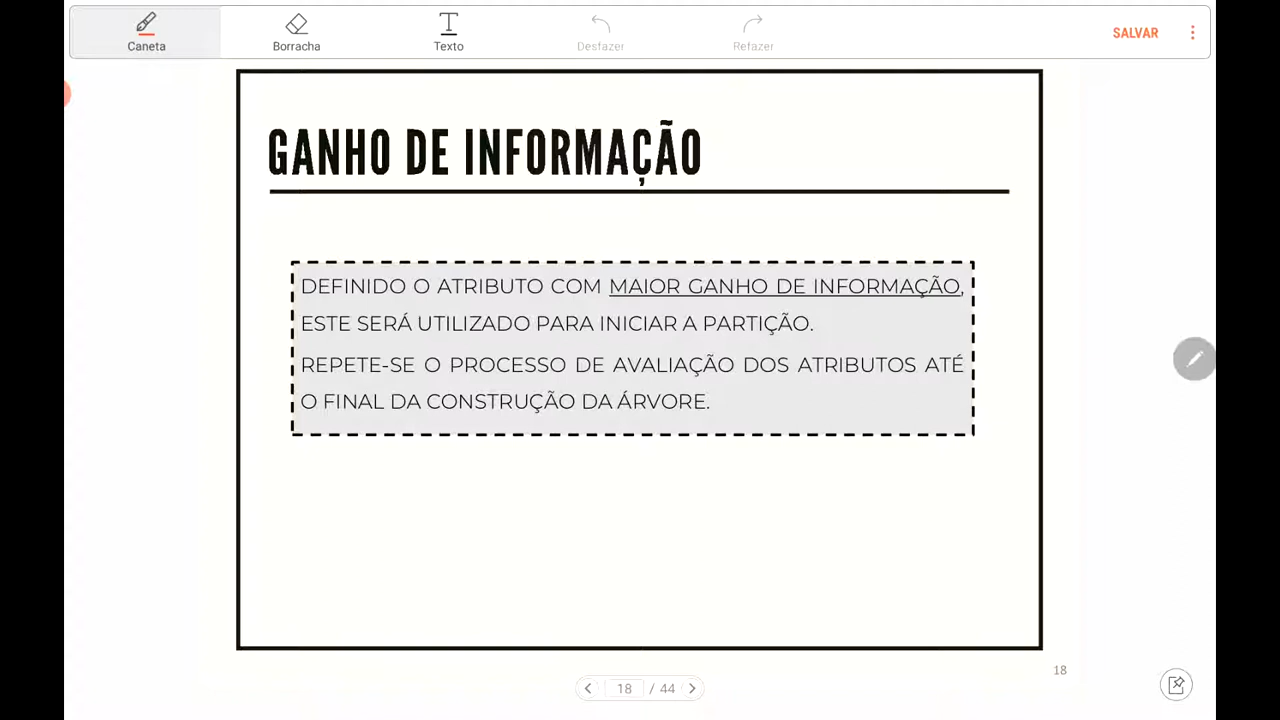 Caneta
Borracha
Texto
Desfazer
Refazer
SALVAR
GANHO DE INFORMAÇÃO
DEFINIDO O ATRIBUTO COM MAIOR GANHO DE INFORMAÇÃO,
ESTE SERÁ UTILIZADO PARA INICIAR A PARTIÇÃO.
REPETE-SE O PROCESSO DE AVALIAÇÃO DOS ATRIBUTOS ATÉ
O FINAL DA CONSTRUÇÃO DA ÁRVORE.
18
18 / 44